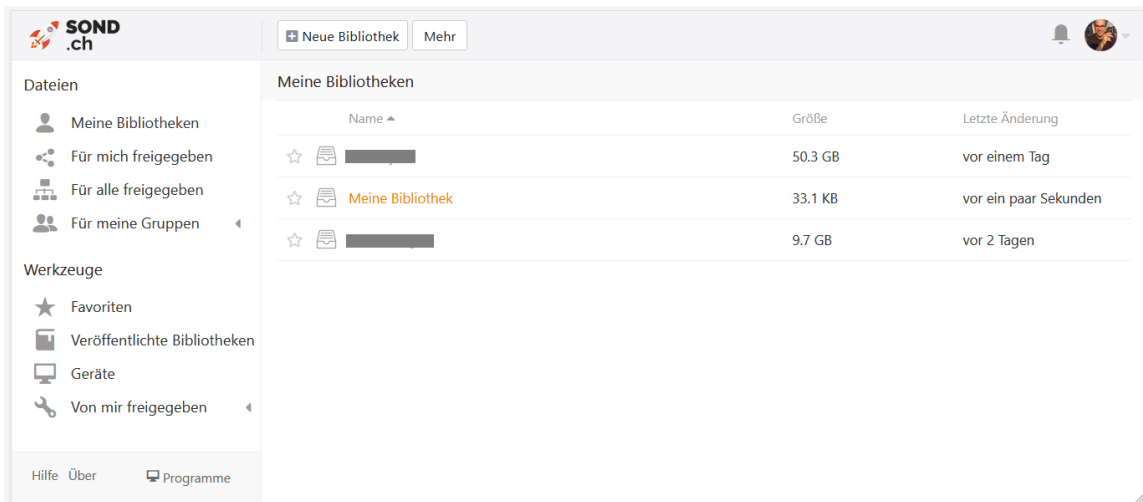 SOND
.ch
Neue Bibliothek Mehr
Dateien
Meine Bibliotheken
Für mich freigegeben
Für alle freigegeben
Für meine Gruppen
Werkzeuge
Favoriten
Veröffentlichte Bibliotheken
Geräte
Von mir freigegeben
Hilfe Über Programme
Meine Bibliotheken
Name Größe Letzte Änderung
50.3 GB vor einem Tag
Meine Bibliothek 33.1 KB vor ein paar Sekunden
9.7 GB vor 2 Tagen